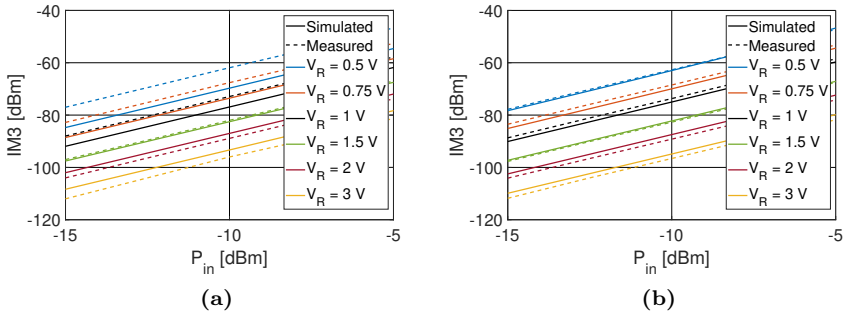 -40
-60
-80
-100
-120
IM3 [dBm]
-15
-10
-5
P_in [dBm]
Simulated
Measured
V_R = 0.5 V
V_R = 0.75 V
V_R = 1 V
V_R = 1.5 V
V_R = 2 V
V_R = 3 V
(a)
-40
-60
-80
-100
-120
IM3 [dBm]
-15
-10
-5
P_in [dBm]
Simulated
Measured
V_R = 0.5 V
V_R = 0.75 V
V_R = 1 V
V_R = 1.5 V
V_R = 2 V
V_R = 3 V
(b)